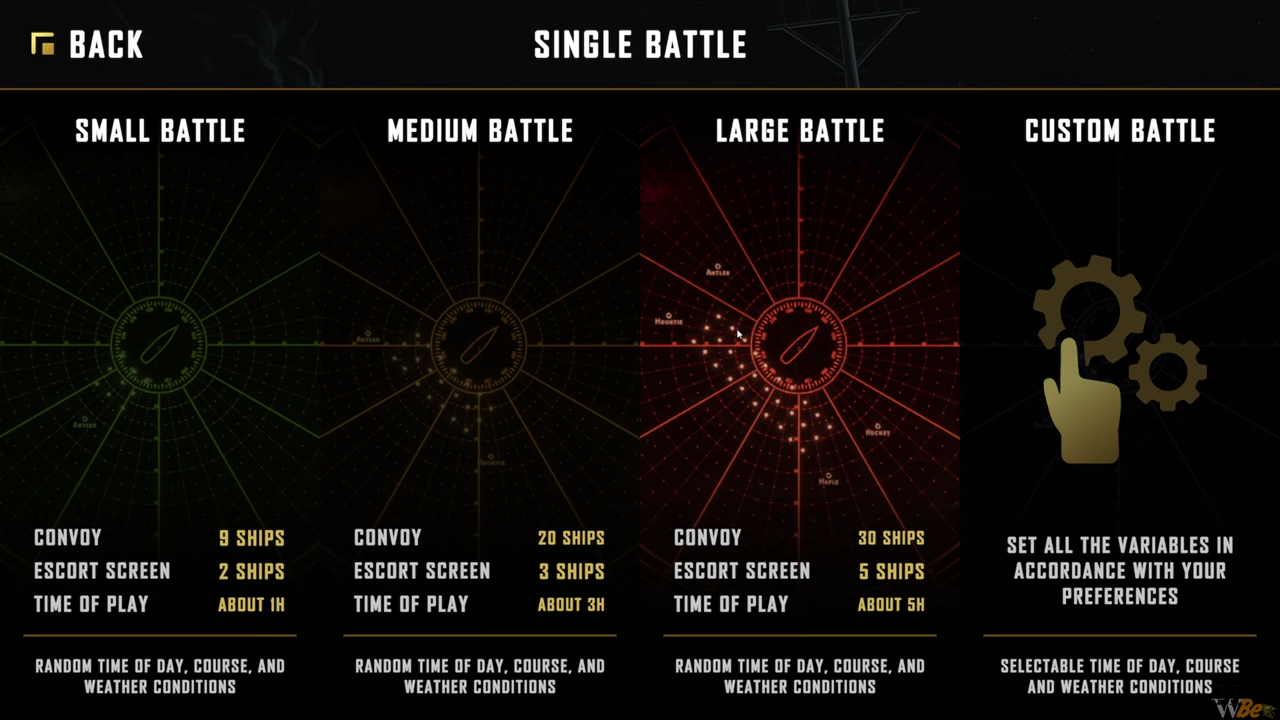 BACK
SINGLE BATTLE
SMALL BATTLE
ANTLER
CONVOY 9 SHIPS
ESCORT SCREEN 2 SHIPS
TIME OF PLAY ABOUT 1H
RANDOM TIME OF DAY, COURSE, AND
WEATHER CONDITIONS
MEDIUM BATTLE
ANTLER
MOUNTIE
CONVOY 20 SHIPS
ESCORT SCREEN 3 SHIPS
TIME OF PLAY ABOUT 3H
RANDOM TIME OF DAY, COURSE, AND
WEATHER CONDITIONS
LARGE BATTLE
ANTLER
MOUNTIE
HOCKEY
MAPLE
CONVOY 30 SHIPS
ESCORT SCREEN 5 SHIPS
TIME OF PLAY ABOUT 5H
RANDOM TIME OF DAY, COURSE, AND
WEATHER CONDITIONS
CUSTOM BATTLE
SET ALL THE VARIABLES IN
ACCORDANCE WITH YOUR
PREFERENCES
SELECTABLE TIME OF DAY, COURSE
AND WEATHER CONDITIONS
WBe